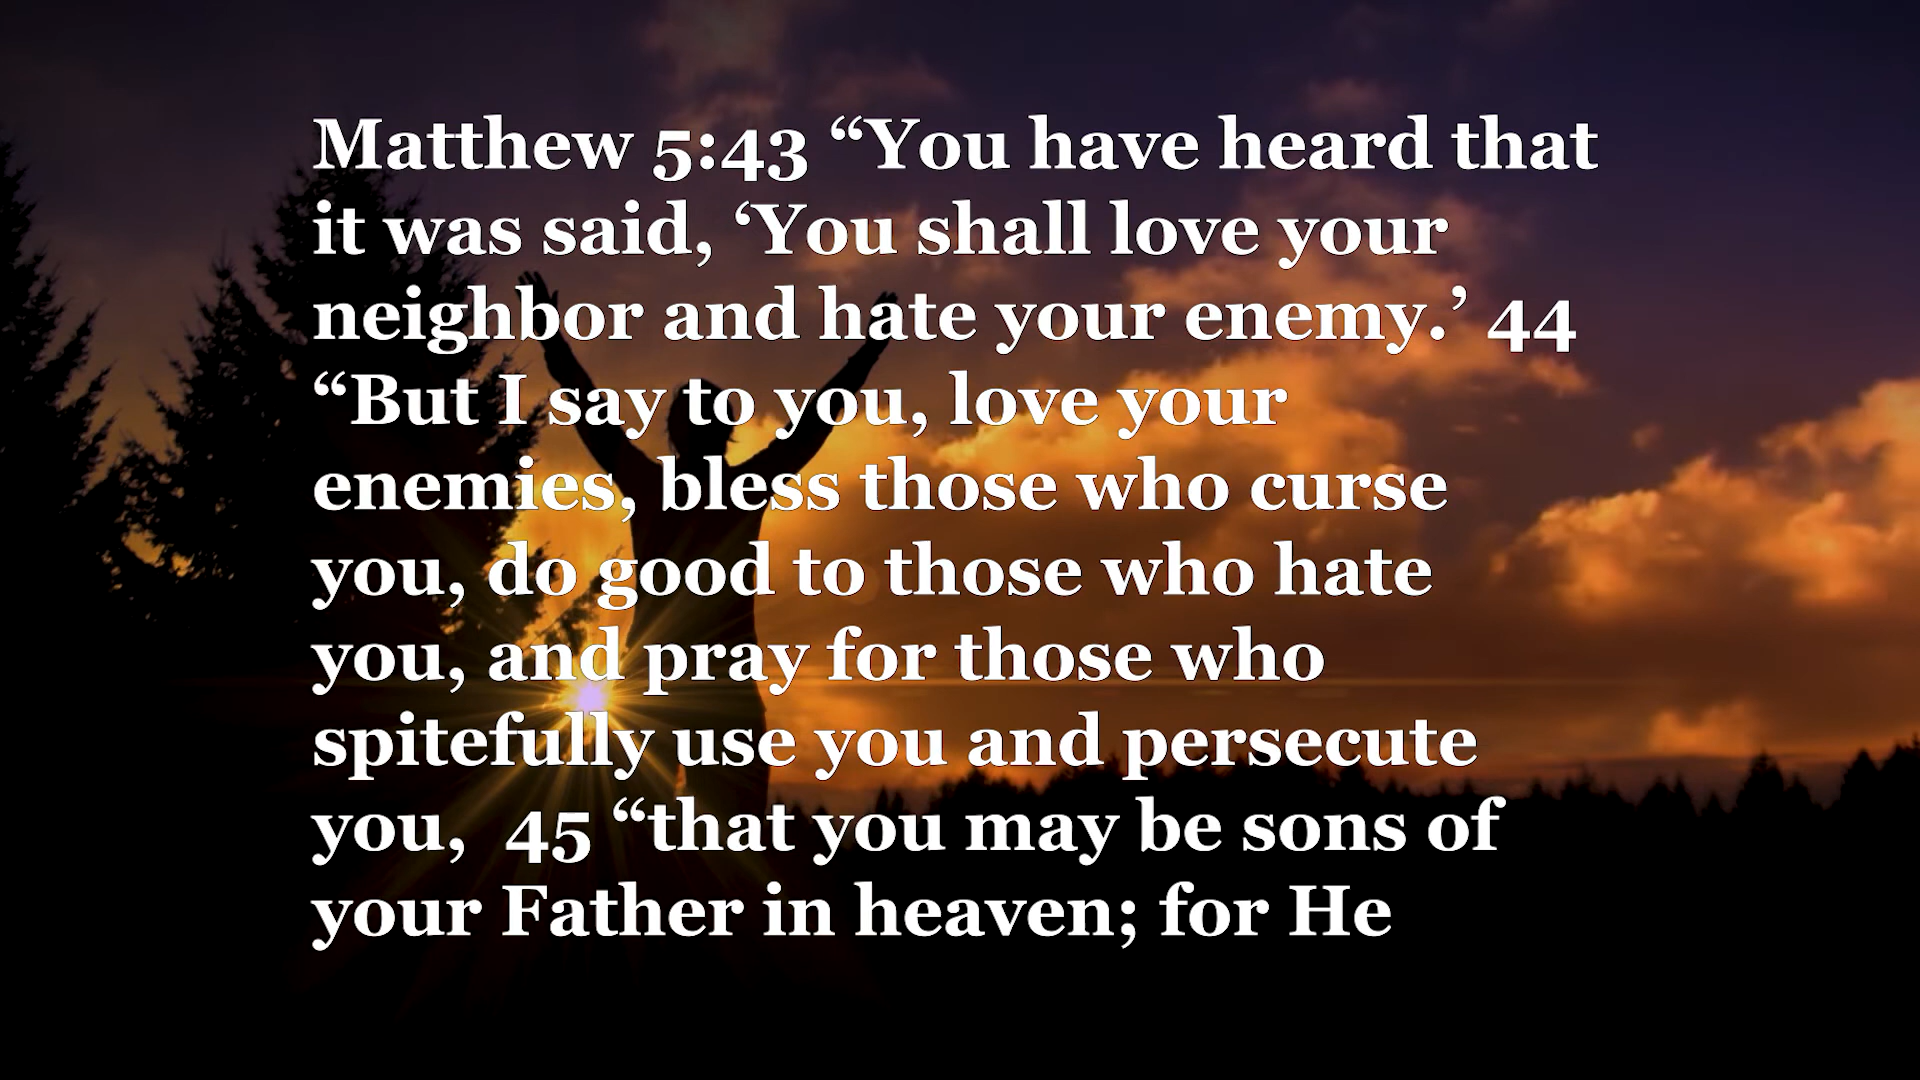 Matthew 5:43 “You have heard that
it was said, ‘You shall love your
neighbor and hate your enemy.’ 44
“But I say to you, love your
enemies, bless those who curse
you, do good to those who hate
you, and pray for those who
spitefully use you and persecute
you,  45 “that you may be sons of
your Father in heaven; for He